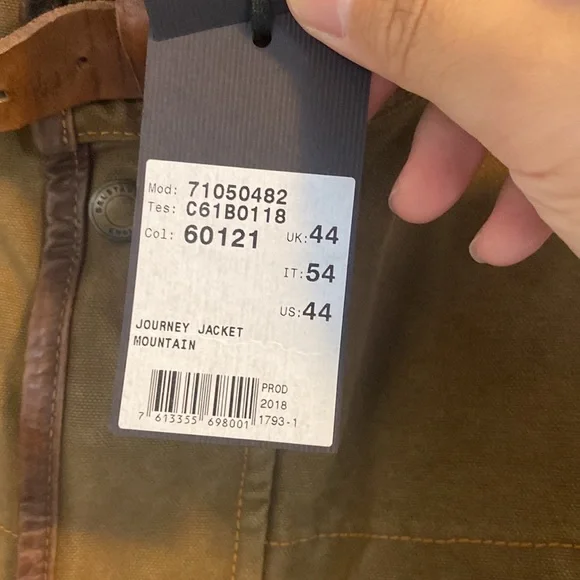 Mod: 71050482
Tes: C61B0118
Col: 60121 UK: 44
IT: 54
US: 44
JOURNEY JACKET
MOUNTAIN
PROD
2018
7 613355 698001 1793-1